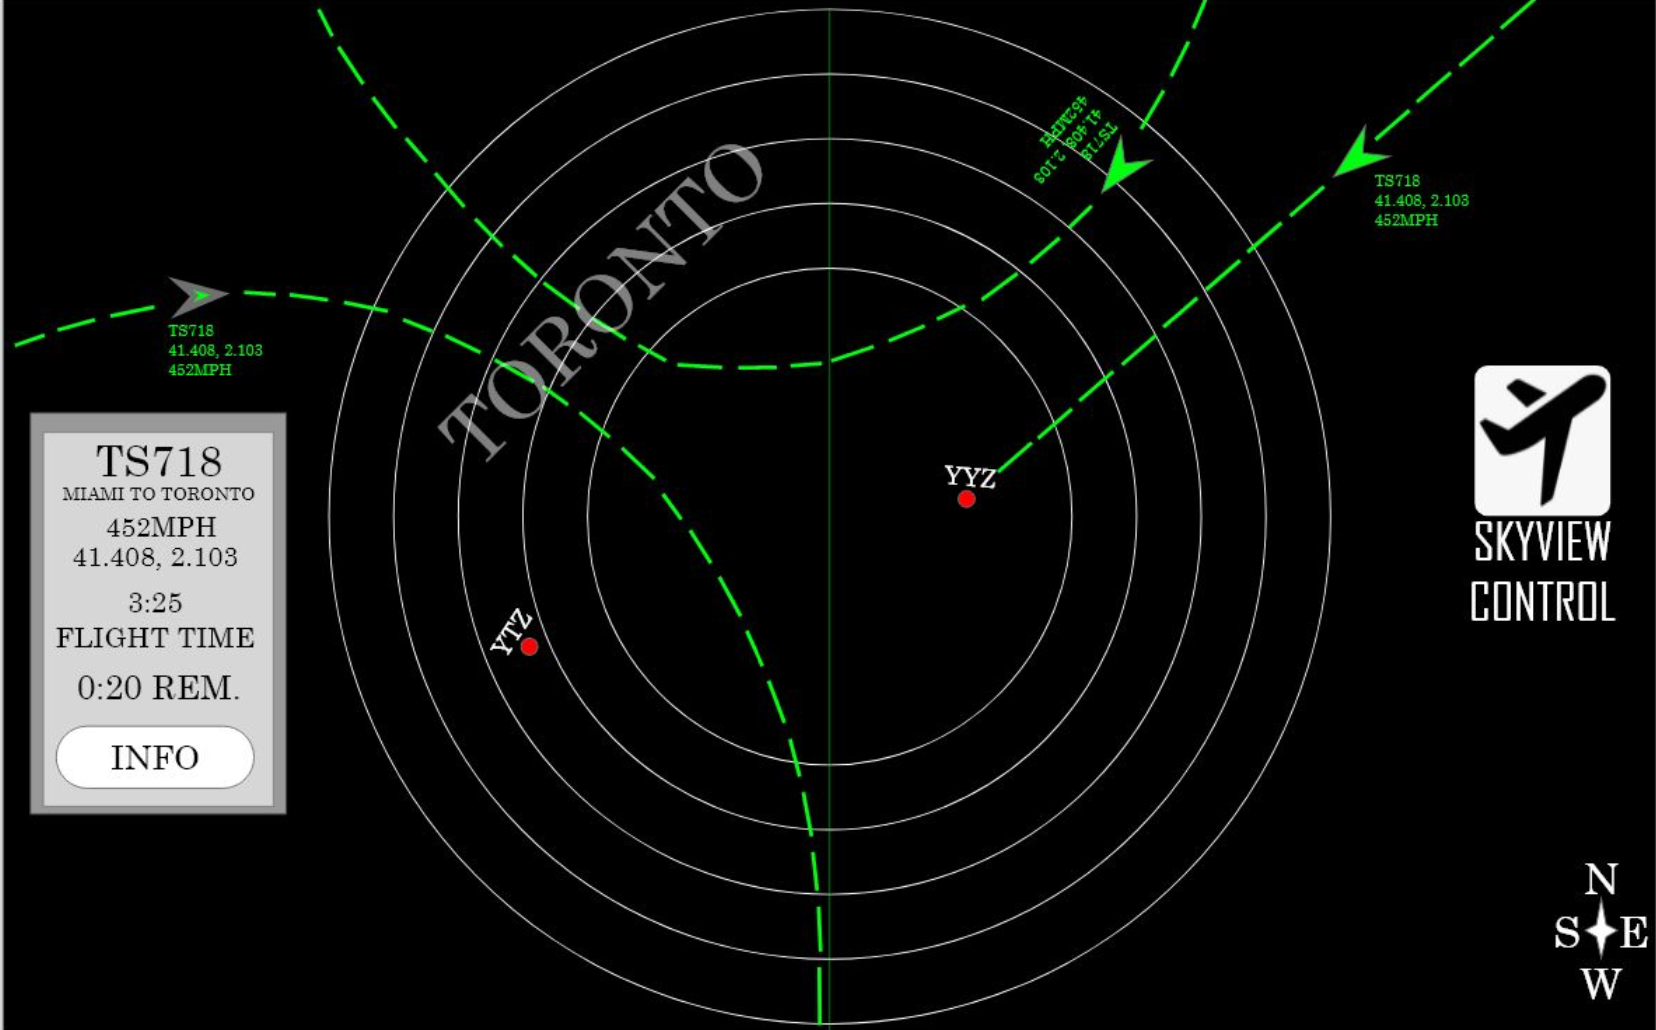 TORONTO
TS718
41.408, 2.103
452MPH
TS718
41.408, 2.103
452MPH
TS718
41.408, 2.103
452MPH
TS718
MIAMI TO TORONTO
452MPH
41.408, 2.103
3:25
FLIGHT TIME
0:20 REM.
INFO
YYZ
YTZ
SKYVIEW
CONTROL
N
S E
W